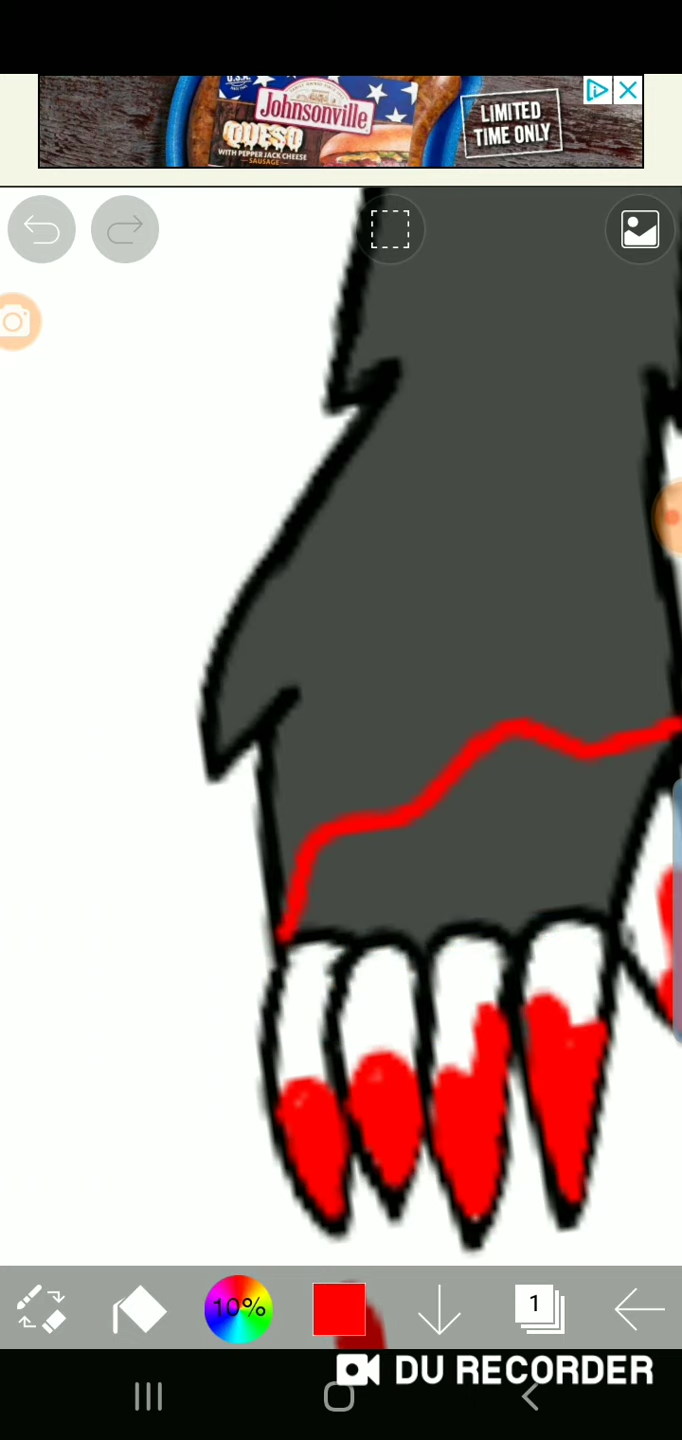 U.S.A.
Johnsonville
QUESO
WITH PEPPER JACK CHEESE
SAUSAGE
LIMITED
TIME ONLY
10%
1
DU RECORDER